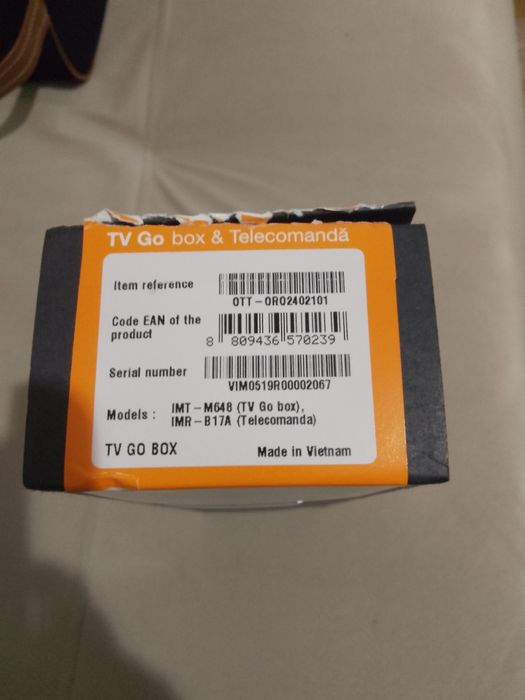 TV Go box & Telecomandă
Item reference
OTT-ORO2402101
Code EAN of the product
8 809436 570239
Serial number
VIM0519R00002067
Models : IMT-M648 (TV Go box),
IMR-B17A (Telecomanda)
TV GO BOX Made in Vietnam